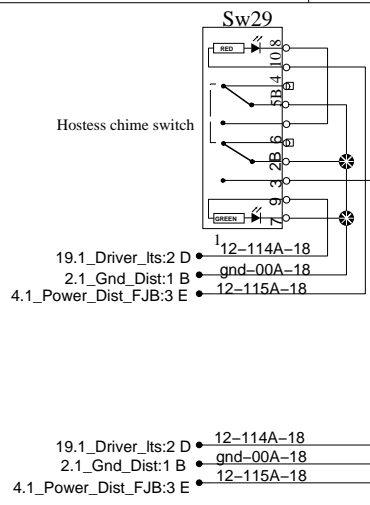 Sw29
RED
8
10
4
5B
Hostess chime switch
6
2B
3
9
GREEN
7
1
12–114A–18
19.1_Driver_lts:2 D
gnd–00A–18
2.1_Gnd_Dist:1 B
12–115A–18
4.1_Power_Dist_FJB:3 E
12–114A–18
19.1_Driver_lts:2 D
gnd–00A–18
2.1_Gnd_Dist:1 B
12–115A–18
4.1_Power_Dist_FJB:3 E